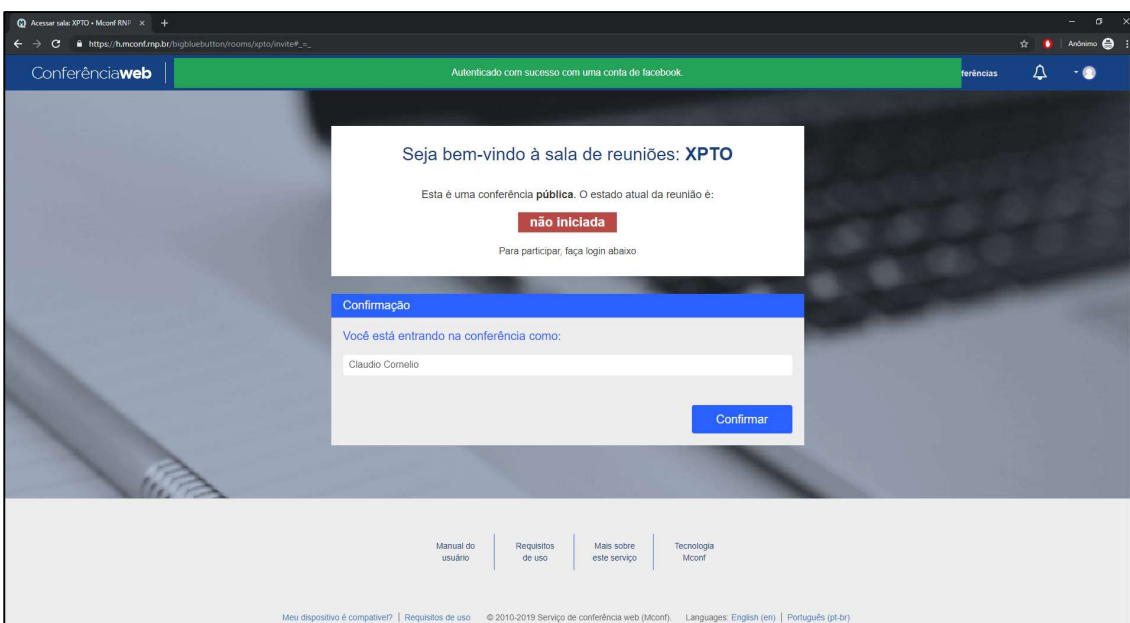 Acessar sala: XPTO • Mconf RNP
https://h.mconf.rnp.br/bigbluebutton/rooms/xpto/invite#_=_
Anônimo
Conferênciaweb
Autenticado com sucesso com uma conta de facebook.
ferências
Seja bem-vindo à sala de reuniões: XPTO
Esta é uma conferência pública. O estado atual da reunião é:
não iniciada
Para participar, faça login abaixo
Confirmação
Você está entrando na conferência como:
Claudio Cornelio
Confirmar
Manual do
usuário
Requisitos
de uso
Mais sobre
este serviço
Tecnologia
Mconf
Meu dispositivo é compatível? | Requisitos de uso © 2010-2019 Serviço de conferência web (Mconf). Languages: English (en) | Português (pt-br)